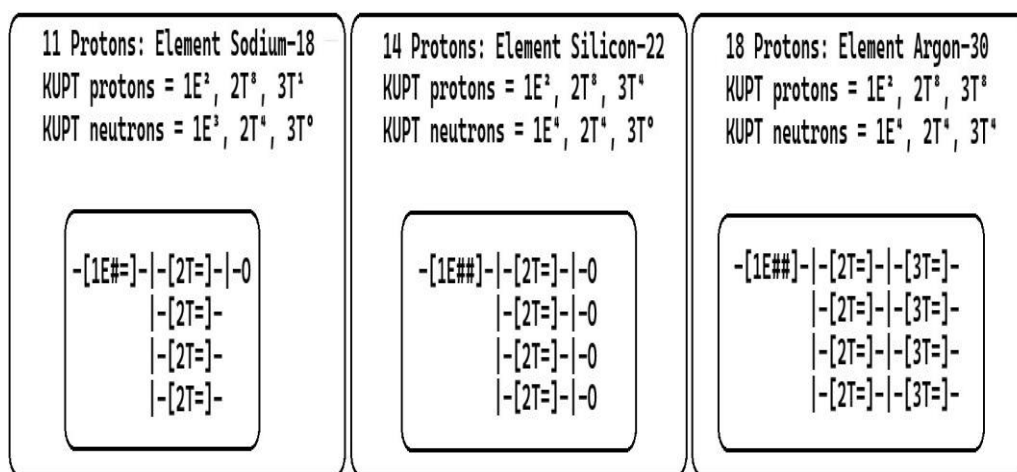 11 Protons: Element Sodium-18
KUPT protons = 1E², 2T⁸, 3T¹
KUPT neutrons = 1E³, 2T⁴, 3T⁰
-[1E#=]-|-[2T=]-|-O
|-[2T=]-
|-[2T=]-
|-[2T=]-
14 Protons: Element Silicon-22
KUPT protons = 1E², 2T⁸, 3T⁴
KUPT neutrons = 1E⁴, 2T⁴, 3T⁰
-[1E##]-|-[2T=]-|-O
|-[2T=]-|-O
|-[2T=]-|-O
|-[2T=]-|-O
18 Protons: Element Argon-30
KUPT protons = 1E², 2T⁸, 3T⁸
KUPT neutrons = 1E⁴, 2T⁴, 3T⁴
-[1E##]-|-[2T=]-|-[3T=]-
|-[2T=]-|-[3T=]-
|-[2T=]-|-[3T=]-
|-[2T=]-|-[3T=]-